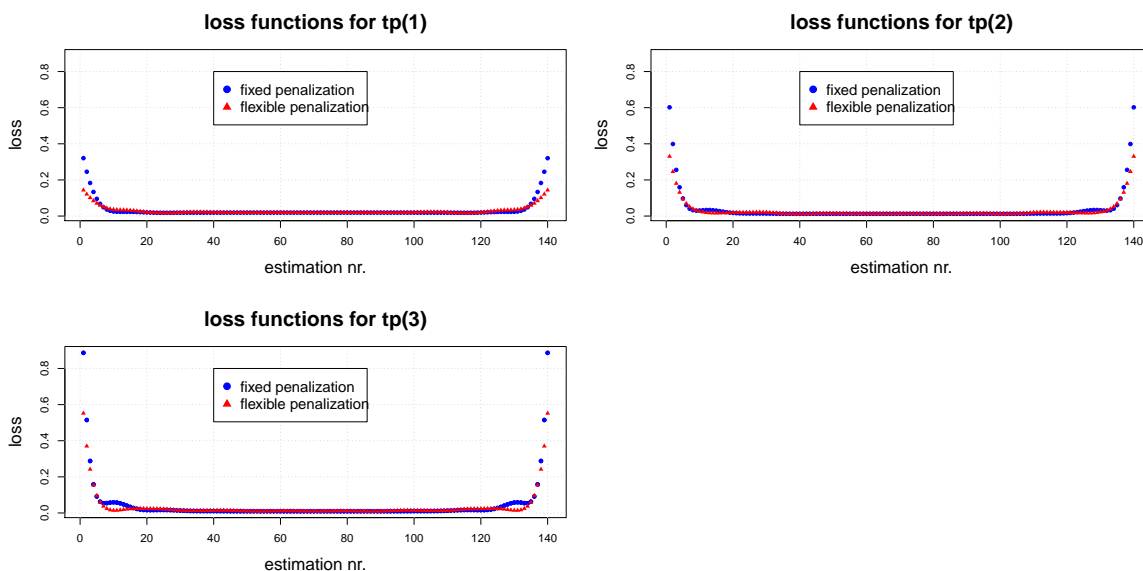 loss functions for tp(1)
0.8
0.6
0.4
0.2
0.0
loss
fixed penalization
flexible penalization
0 20 40 60 80 100 120 140
estimation nr.
loss functions for tp(2)
0.8
0.6
0.4
0.2
0.0
loss
fixed penalization
flexible penalization
0 20 40 60 80 100 120 140
estimation nr.
loss functions for tp(3)
0.8
0.6
0.4
0.2
0.0
loss
fixed penalization
flexible penalization
0 20 40 60 80 100 120 140
estimation nr.